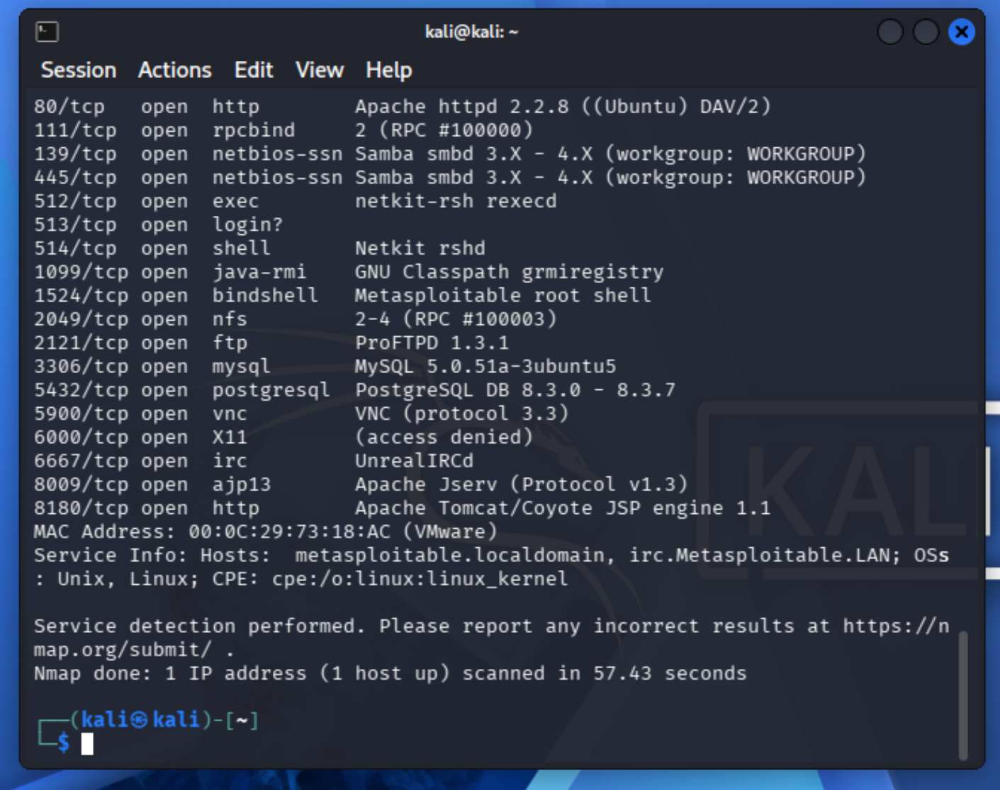 kali@kali: ~
Session Actions Edit View Help
80/tcp   open  http        Apache httpd 2.2.8 ((Ubuntu) DAV/2)
111/tcp  open  rpcbind     2 (RPC #100000)
139/tcp  open  netbios-ssn Samba smbd 3.X - 4.X (workgroup: WORKGROUP)
445/tcp  open  netbios-ssn Samba smbd 3.X - 4.X (workgroup: WORKGROUP)
512/tcp  open  exec        netkit-rsh rexecd
513/tcp  open  login?
514/tcp  open  shell       Netkit rshd
1099/tcp open  java-rmi    GNU Classpath grmiregistry
1524/tcp open  bindshell   Metasploitable root shell
2049/tcp open  nfs         2-4 (RPC #100003)
2121/tcp open  ftp         ProFTPD 1.3.1
3306/tcp open  mysql       MySQL 5.0.51a-3ubuntu5
5432/tcp open  postgresql  PostgreSQL DB 8.3.0 - 8.3.7
5900/tcp open  vnc         VNC (protocol 3.3)
6000/tcp open  X11         (access denied)
6667/tcp open  irc         UnrealIRCd
8009/tcp open  ajp13       Apache Jserv (Protocol v1.3)
8180/tcp open  http        Apache Tomcat/Coyote JSP engine 1.1
MAC Address: 00:0C:29:73:18:AC (VMware)
Service Info: Hosts:  metasploitable.localdomain, irc.Metasploitable.LAN; OSs
: Unix, Linux; CPE: cpe:/o:linux:linux_kernel
Service detection performed. Please report any incorrect results at https://n
map.org/submit/ .
Nmap done: 1 IP address (1 host up) scanned in 57.43 seconds
┌──(kali㉿kali)-[~]
└─$
KALI